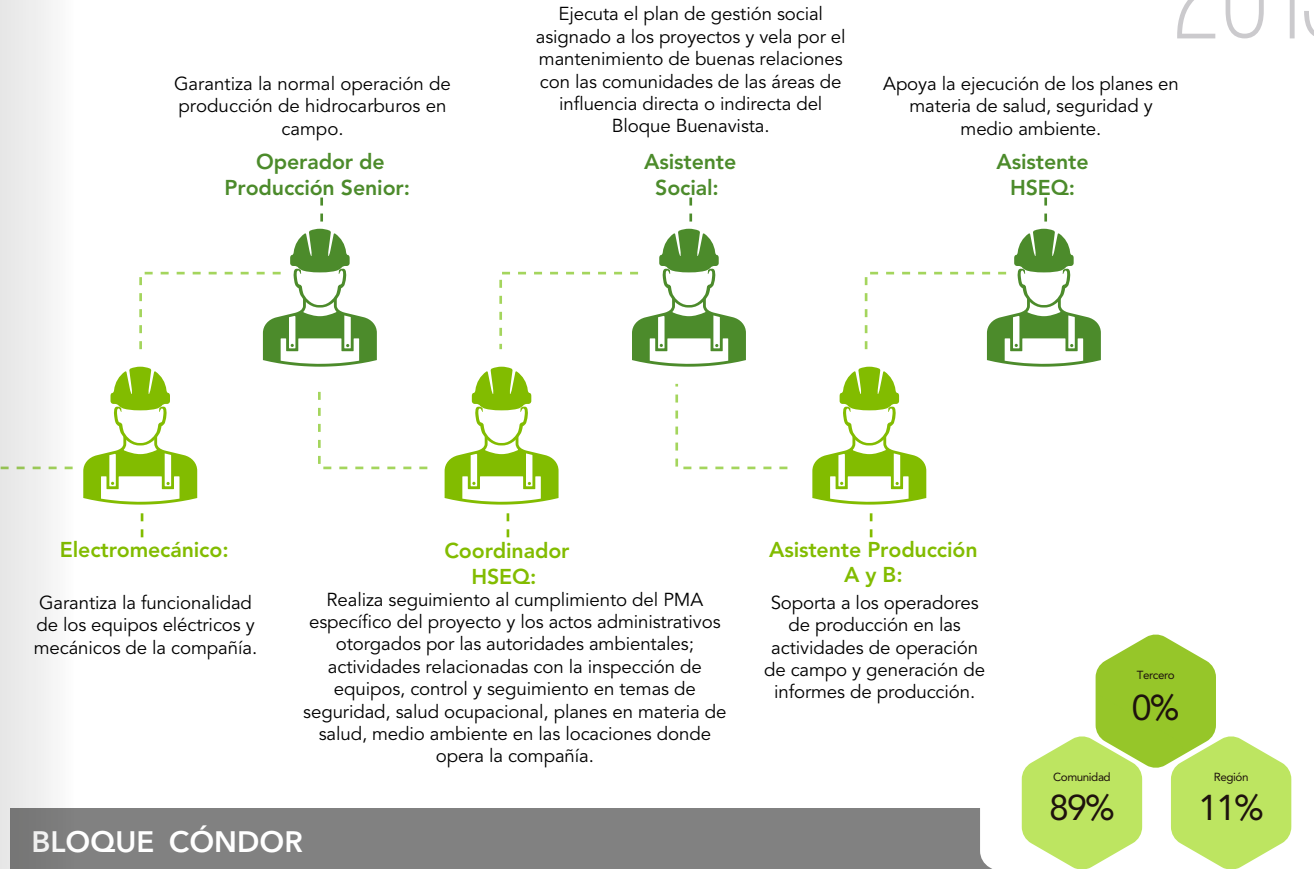 Ejecuta el plan de gestión social
asignado a los proyectos y vela por el
mantenimiento de buenas relaciones
con las comunidades de las áreas de
influencia directa o indirecta del
Bloque Buenavista.
Garantiza la normal operación de
producción de hidrocarburos en
campo.
Apoya la ejecución de los planes en
materia de salud, seguridad y
medio ambiente.
Operador de
Producción Senior:
Asistente
Social:
Asistente
HSEQ:
Electromecánico:
Garantiza la funcionalidad
de los equipos eléctricos y
mecánicos de la compañía.
Coordinador
HSEQ:
Realiza seguimiento al cumplimiento del PMA
específico del proyecto y los actos administrativos
otorgados por las autoridades ambientales;
actividades relacionadas con la inspección de
equipos, control y seguimiento en temas de
seguridad, salud ocupacional, planes en materia de
salud, medio ambiente en las locaciones donde
opera la compañía.
Asistente Producción
A y B:
Soporta a los operadores
de producción en las
actividades de operación
de campo y generación de
informes de producción.
Tercero
0%
Comunidad
89%
Región
11%
BLOQUE CÓNDOR